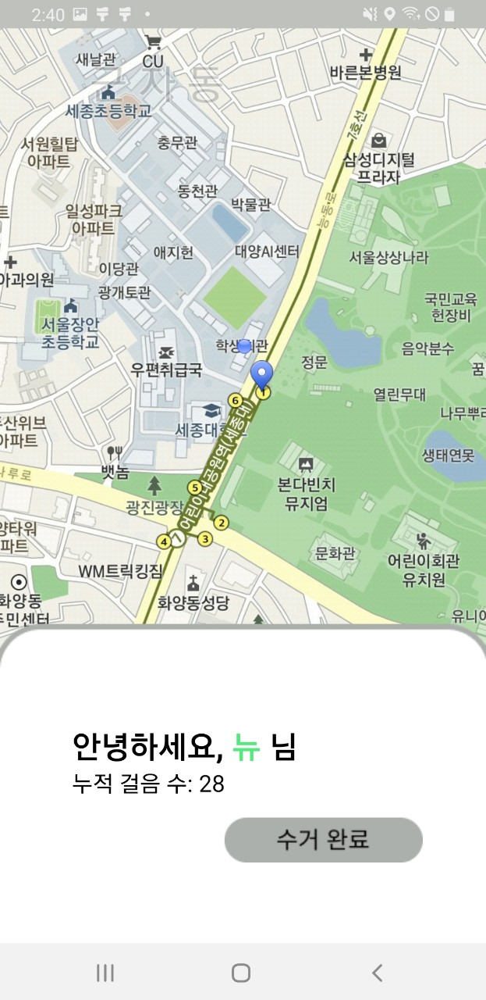 2:40
새날관
CU
군자동
바른본병원
세종초등학교
7호선
서원힐탑
아파트
충무관
삼성디지털
프라자
동천관
박물관
능동로
트
일성파크
아파트
애지헌
대양AI센터
서울상상나라
이당관
아과의원
광개토관
국민교육
헌장비
서울장안
초등학교
학생회관
음악분수
정문
우편취급국
꿈
1
열린무대
6
나무뿌리
세종대학
두산위브
아파트
어린이대공원역(세종대)
생태연못
뱃놈
나루로
본다빈치
뮤지엄
5
광진광장
2
양타워
파트
4
7
3
문화관
어린이회관
유치원
WM트릭킹짐
화양동
주민센터
화양동성당
유니아
안녕하세요, 뉴 님
누적 걸음 수: 28
수거 완료